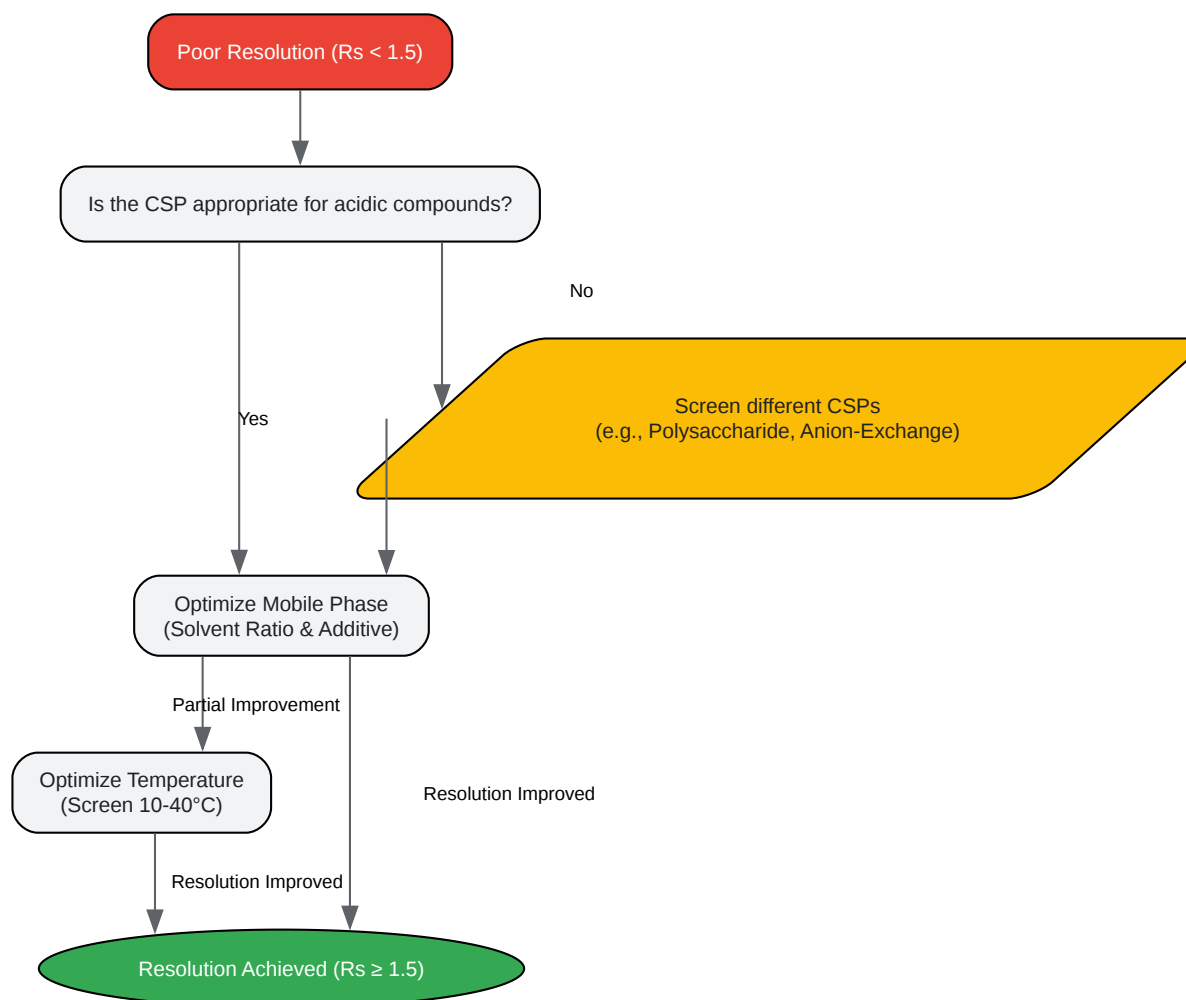 Poor Resolution (Rs < 1.5)
Is the CSP appropriate for acidic compounds?
No
Screen different CSPs
(e.g., Polysaccharide, Anion-Exchange)
Yes
Optimize Mobile Phase
(Solvent Ratio & Additive)
Partial Improvement
Optimize Temperature
(Screen 10-40°C)
Resolution Improved
Resolution Improved
Resolution Achieved (Rs ≥ 1.5)